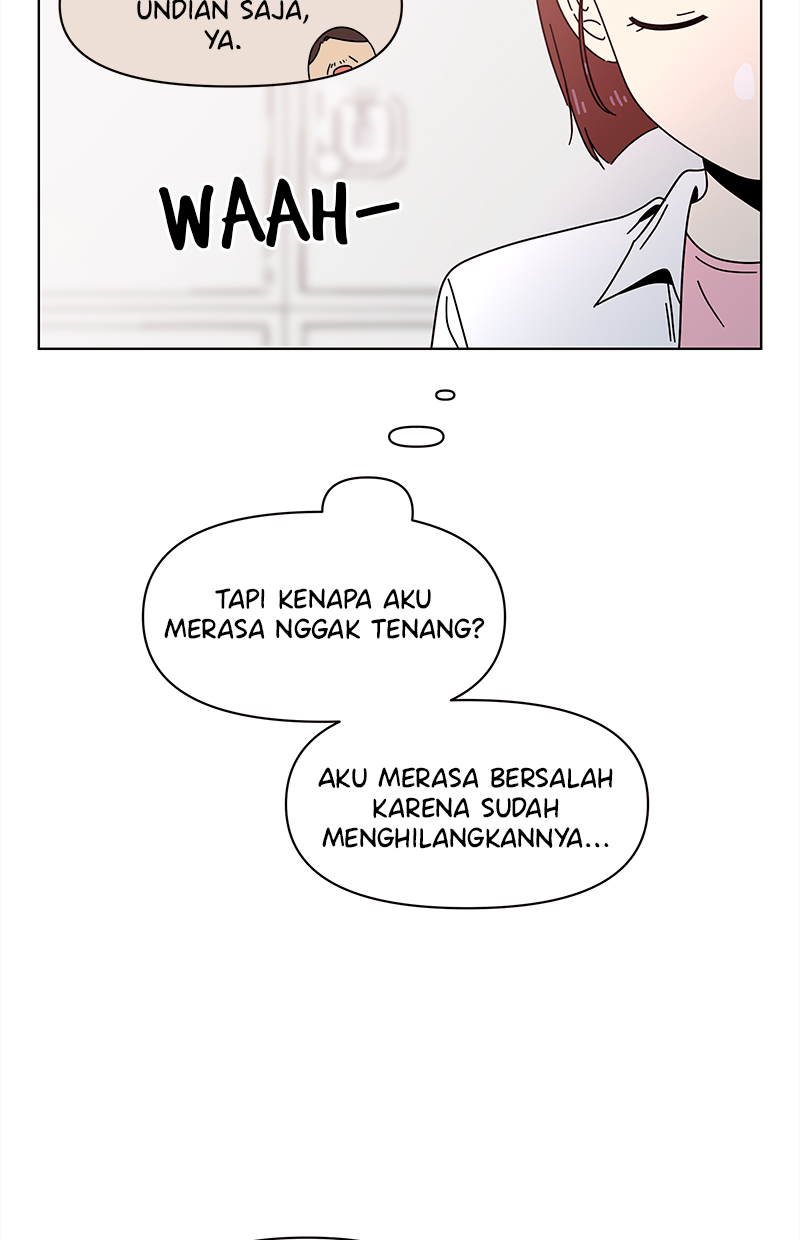 UNDIAN SAJA,
YA.
WAAH-
TAPI KENAPA AKU
MERASA NGGAK TENANG?
AKU MERASA BERSALAH
KARENA SUDAH
MENGHILANGKANNYA...